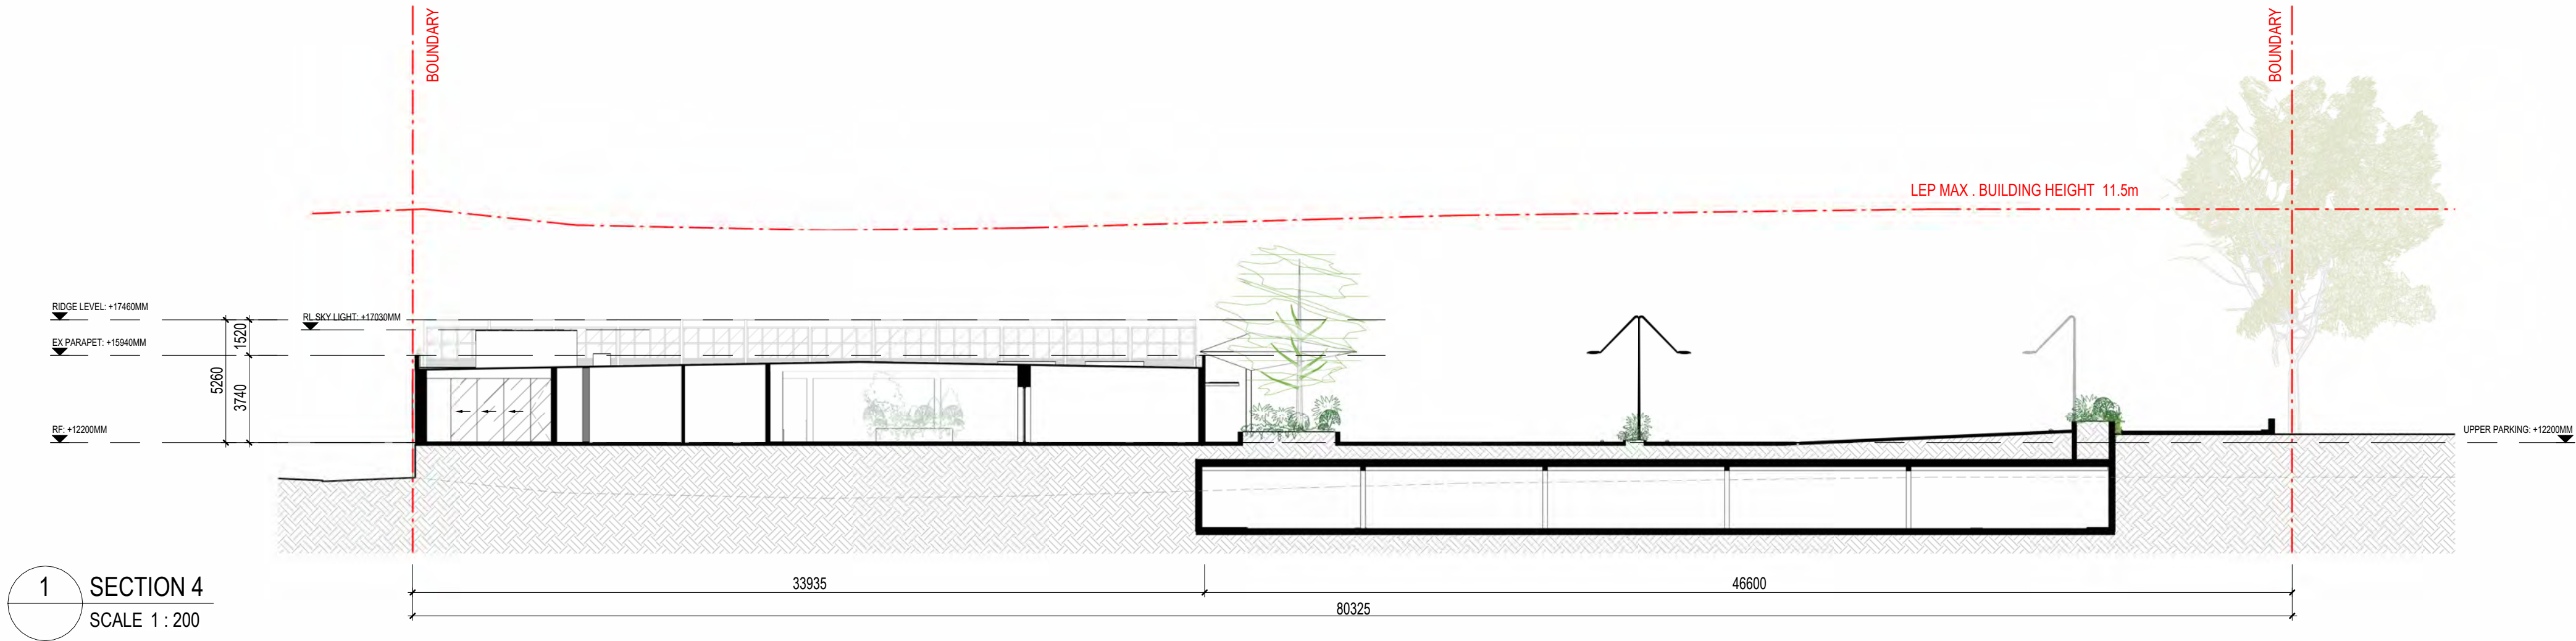 BOUNDARY
BOUNDARY
LEP MAX . BUILDING HEIGHT 11.5m
RIDGE LEVEL: +17460MM
RL SKY LIGHT: +17030MM
EX PARAPET: +15940MM
1520
5260
3740
RF: +12200MM
UPPER PARKING: +12200MM
33935
46600
80325
1
SECTION 4
SCALE 1 : 200